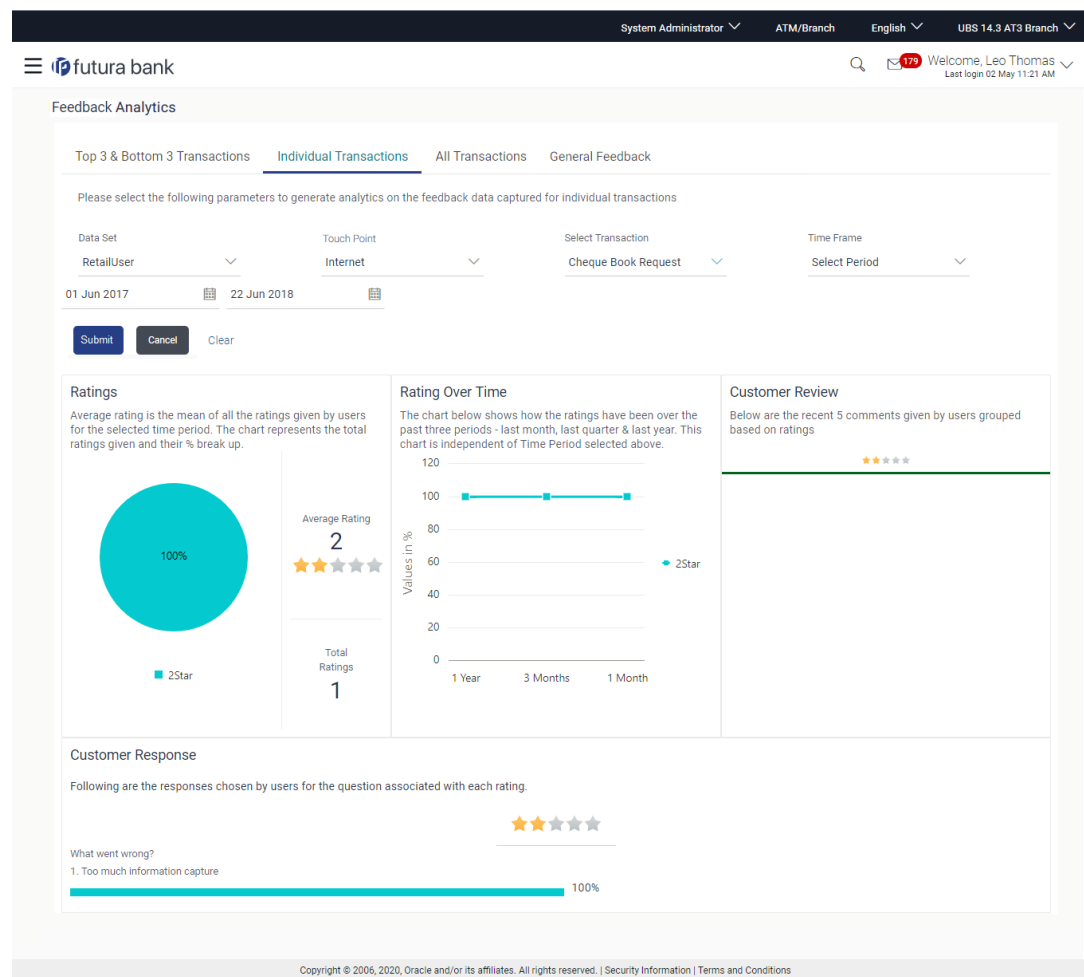 System Administrator ATM/Branch English UBS 14.3 AT3 Branch
futura bank
179
Welcome, Leo Thomas
Last login 02 May 11:21 AM
Feedback Analytics
Top 3 & Bottom 3 Transactions Individual Transactions All Transactions General Feedback
Please select the following parameters to generate analytics on the feedback data captured for individual transactions
Data Set Touch Point Select Transaction Time Frame
RetailUser Internet Cheque Book Request Select Period
01 Jun 2017 22 Jun 2018
Submit Cancel Clear
Ratings
Average rating is the mean of all the ratings given by users
for the selected time period. The chart represents the total
ratings given and their % break up.
100%
2Star
Average Rating
2
Total
Ratings
1
Rating Over Time
The chart below shows how the ratings have been over the
past three periods - last month, last quarter & last year. This
chart is independent of Time Period selected above.
120
100
80
60
40
20
0
Values in %
1 Year 3 Months 1 Month
2Star
Customer Review
Below are the recent 5 comments given by users grouped
based on ratings
Customer Response
Following are the responses chosen by users for the question associated with each rating.
What went wrong?
1. Too much information capture
100%
Copyright © 2006, 2020, Oracle and/or its affiliates. All rights reserved. | Security Information | Terms and Conditions